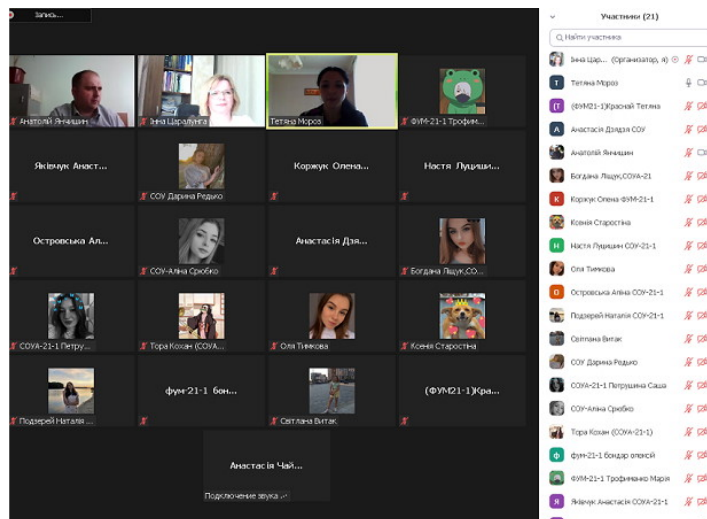 Запись...
Анатолій Янчишин
Інна Царалунга
Тетяна Мороз
ФУМ-21-1 Трофим...
Яківчук Анаст...
СОУ Дарина Редько
Коржук Олена...
Настя Луциши...
Островська Ал...
СОУ-Аліна Срюбко
Анастасія Дзя...
Богдана Ліщук,СО...
СОУА-21-1 Петру...
Тора Кохан (СОУА...
Оля Тимкова
Ксенія Старостіна
Подзерей Наталія ...
фум-21-1 бон...
Світлана Витак
(ФУМ21-1)Кра...
Анастасія Чай...
Подключение звука
Участники (21)
Найти участника
Інна Цар... (Организатор, я)
Т Тетяна Мороз
(Т (ФУМ21-1)Краснай Тетяна
А Анастасія Дзядзя СОУ
Анатолій Янчишин
Богдана Ліщук,СОУА-21
К Коржук Олена ФУМ-21-1
Ксенія Старостіна
Н Настя Луцишин СОУ-21-1
Оля Тимкова
О Островська Аліна СОУ-21-1
Подзерей Наталія СОУ-21-1
Світлана Витак
СОУ Дарина Редько
СОУА-21-1 Петрушина Саша
СОУ-Аліна Срюбко
Тора Кохан (СОУА-21-1)
ф фум-21-1 бондар олексій
ФУМ-21-1 Трофименко Марія
Я Яківчук Анастасія СОУА-21-1